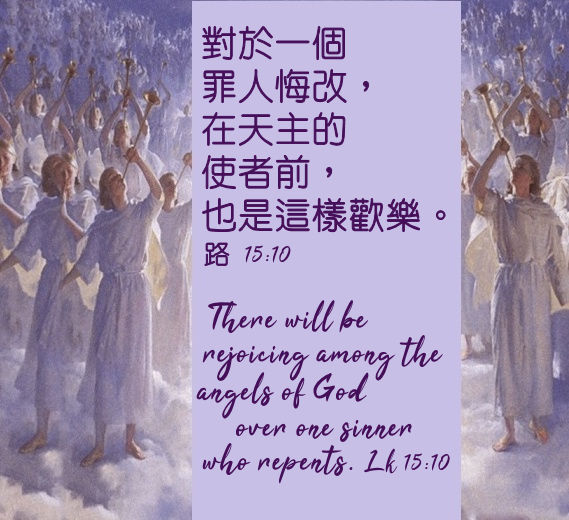 對於一個
罪人悔改，
在天主的
使者前，
也是這樣歡樂。
路 15:10
There will be
rejoicing among the
angels of God
over one sinner
who repents. Lk 15:10